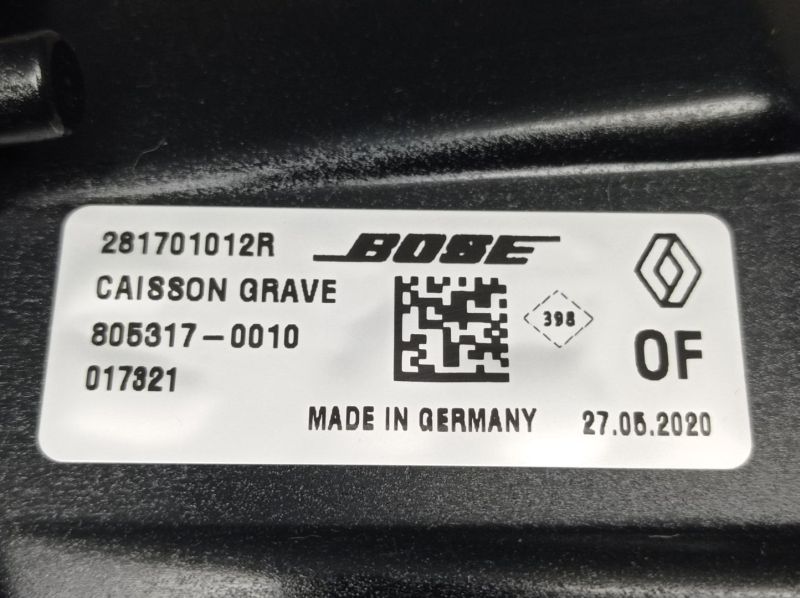 281701012R BOSE
CAISSON GRAVE
805317-0010 398 OF
017321
MADE IN GERMANY 27.05.2020